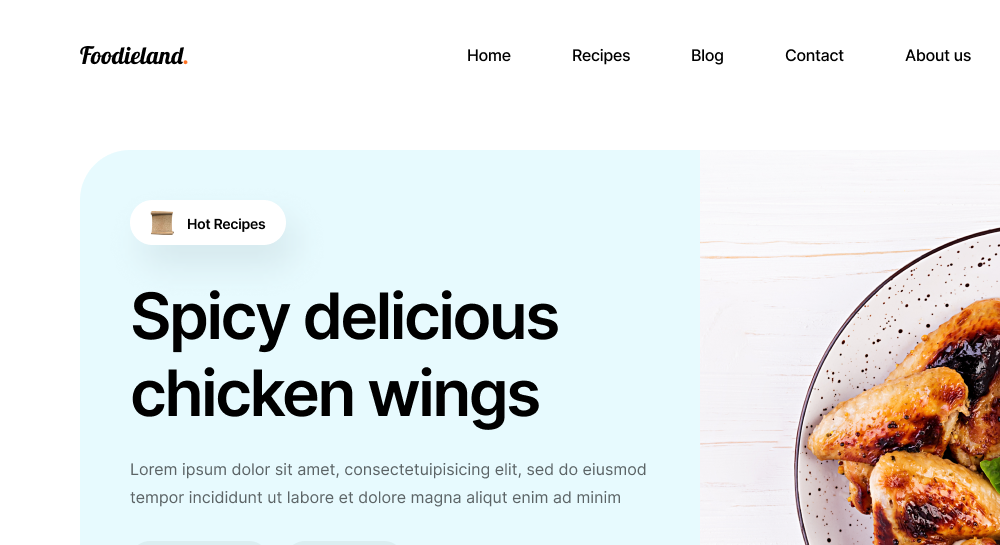 Foodieland.
Home
Recipes
Blog
Contact
About us
Hot Recipes
Spicy delicious
chicken wings
Lorem ipsum dolor sit amet, consectetuipisicing elit, sed do eiusmod
tempor incididunt ut labore et dolore magna aliqut enim ad minim